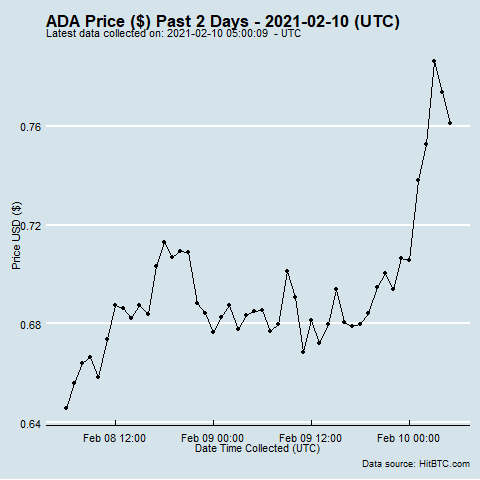 ADA Price ($) Past 2 Days - 2021-02-10 (UTC)
Latest data collected on: 2021-02-10 05:00:09 - UTC
Price USD ($)
0.76
0.72
0.68
0.64
Feb 08 12:00 Feb 09 00:00 Feb 09 12:00 Feb 10 00:00
Date Time Collected (UTC)
Data source: HitBTC.com